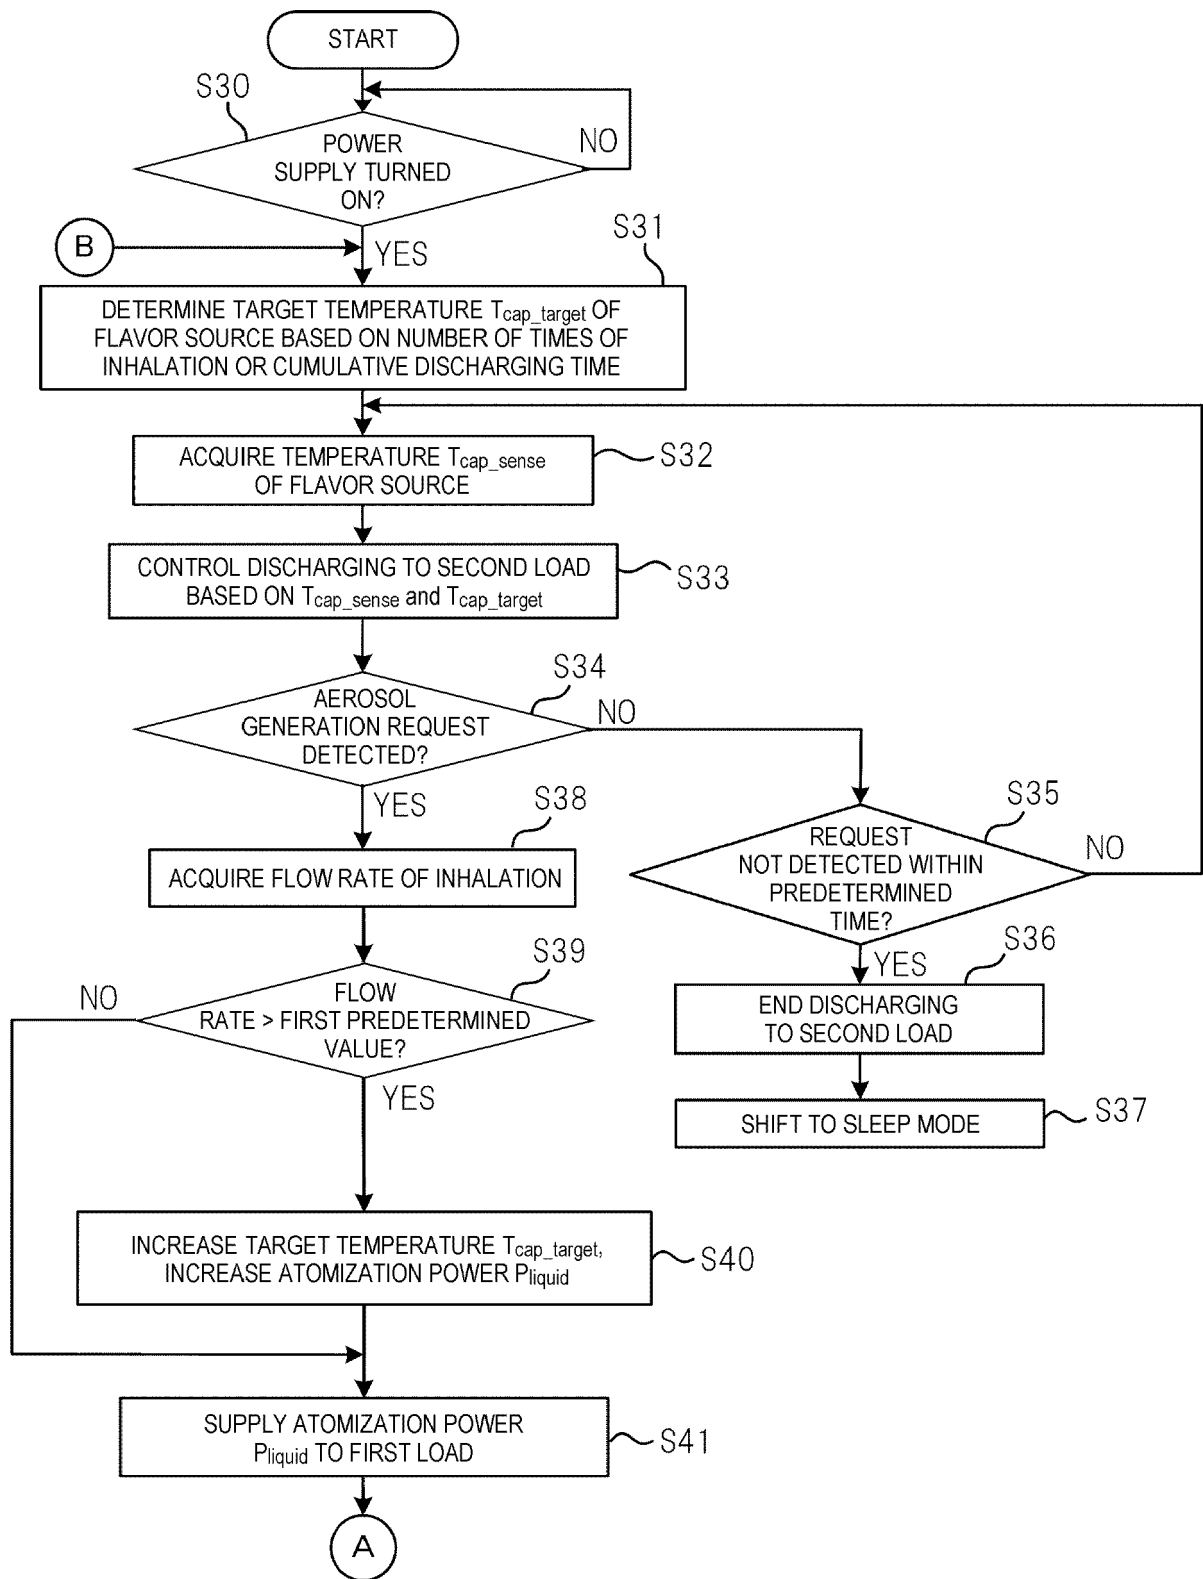 START
S30
POWER
SUPPLY TURNED
ON?
NO
B
YES
S31
DETERMINE TARGET TEMPERATURE Tcap_target OF
FLAVOR SOURCE BASED ON NUMBER OF TIMES OF
INHALATION OR CUMULATIVE DISCHARGING TIME
ACQUIRE TEMPERATURE Tcap_sense
OF FLAVOR SOURCE
S32
CONTROL DISCHARGING TO SECOND LOAD
BASED ON Tcap_sense and Tcap_target
S33
S34
AEROSOL
GENERATION REQUEST
DETECTED?
NO
YES
S38
ACQUIRE FLOW RATE OF INHALATION
S35
REQUEST
NOT DETECTED WITHIN
PREDETERMINED
TIME?
NO
YES
S36
END DISCHARGING
TO SECOND LOAD
SHIFT TO SLEEP MODE
S37
S39
FLOW
RATE > FIRST PREDETERMINED
VALUE?
NO
YES
INCREASE TARGET TEMPERATURE Tcap_target,
INCREASE ATOMIZATION POWER Pliquid
S40
SUPPLY ATOMIZATION POWER
Pliquid TO FIRST LOAD
S41
A